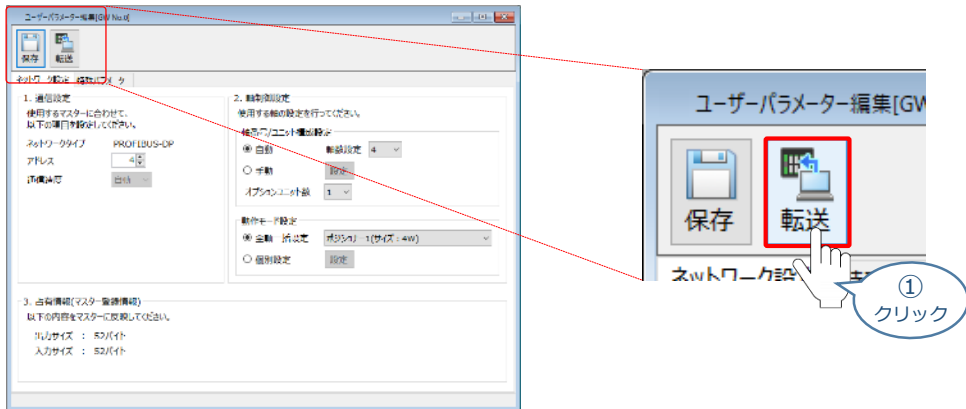 ユーザーパラメーター編集[GW No.0]
保存
転送
ネットワーク設定 複数パラメータ
1. 通信設定
使用するマスターに合わせて、
以下の項目を設定してください。
ネットワークタイプ PROFIBUS-DP
アドレス 4
通信速度 自動
2. 軸制御設定
使用する軸の設定を行ってください。
軸番号/ユニット構成設定
自動 軸数設定 4
手動 設定
オプションユニット数 1
動作モード設定
全軸一括設定 ポジショナー1(サイズ:4W)
個別設定 設定
3. 占有情報(マスター登録情報)
以下の内容をマスターに反映してください。
出力サイズ : 52バイト
入力サイズ : 52バイト
ユーザーパラメーター編集[GW
保存
転送
ネットワーク設
①
クリック